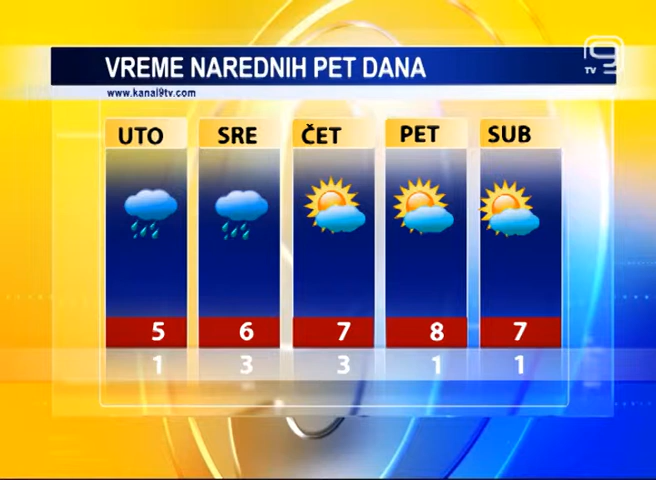 VREME NAREDNIH PET DANA
9
TV
www.kanal9tv.com
UTO SRE ČET PET SUB
5 6 7 8 7
1 3 3 1 1